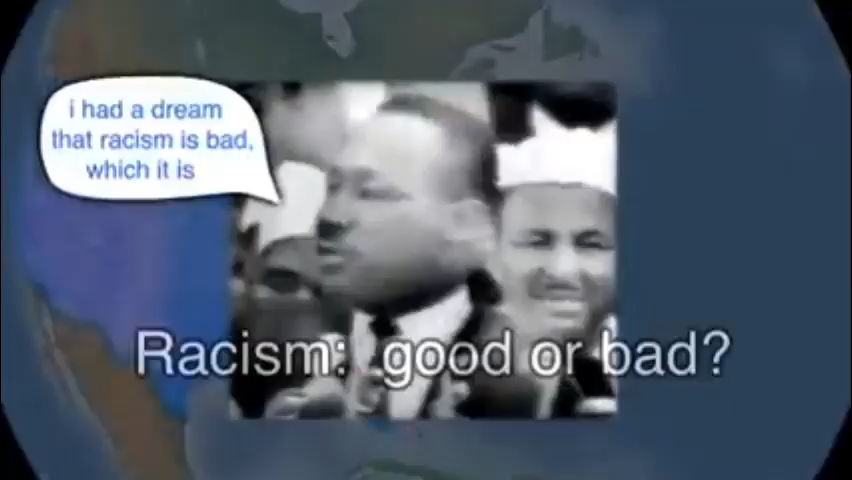 i had a dream
that racism is bad,
which it is
Racism:  good or bad?